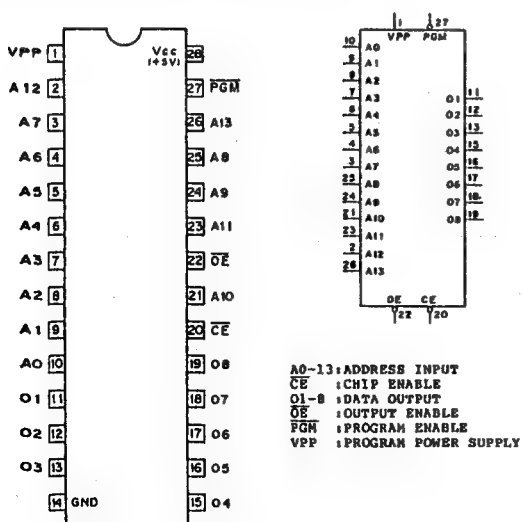 VPP 1 Vcc (+5V) 28
A12 2 27 PGM
A7 3 26 A13
A6 4 25 A8
A5 5 24 A9
A4 6 23 A11
A3 7 22 OE
A2 8 21 A10
A1 9 20 CE
A0 10 19 O8
O1 11 18 O7
O2 12 17 O6
O3 13 16 O5
14 GND 15 O4
1 27
VPP PGM
10 A0
9 A1
8 A2
7 A3 O1 11
6 A4 O2 12
5 A5 O3 13
4 A6 O4 15
3 A7 O5 16
25 A8 O6 17
24 A9 O7 18
21 A10 O8 19
23 A11
2 A12
26 A13
OE CE
22 20
A0-13:ADDRESS INPUT
CE :CHIP ENABLE
O1-8 :DATA OUTPUT
OE :OUTPUT ENABLE
PGM :PROGRAM ENABLE
VPP :PROGRAM POWER SUPPLY